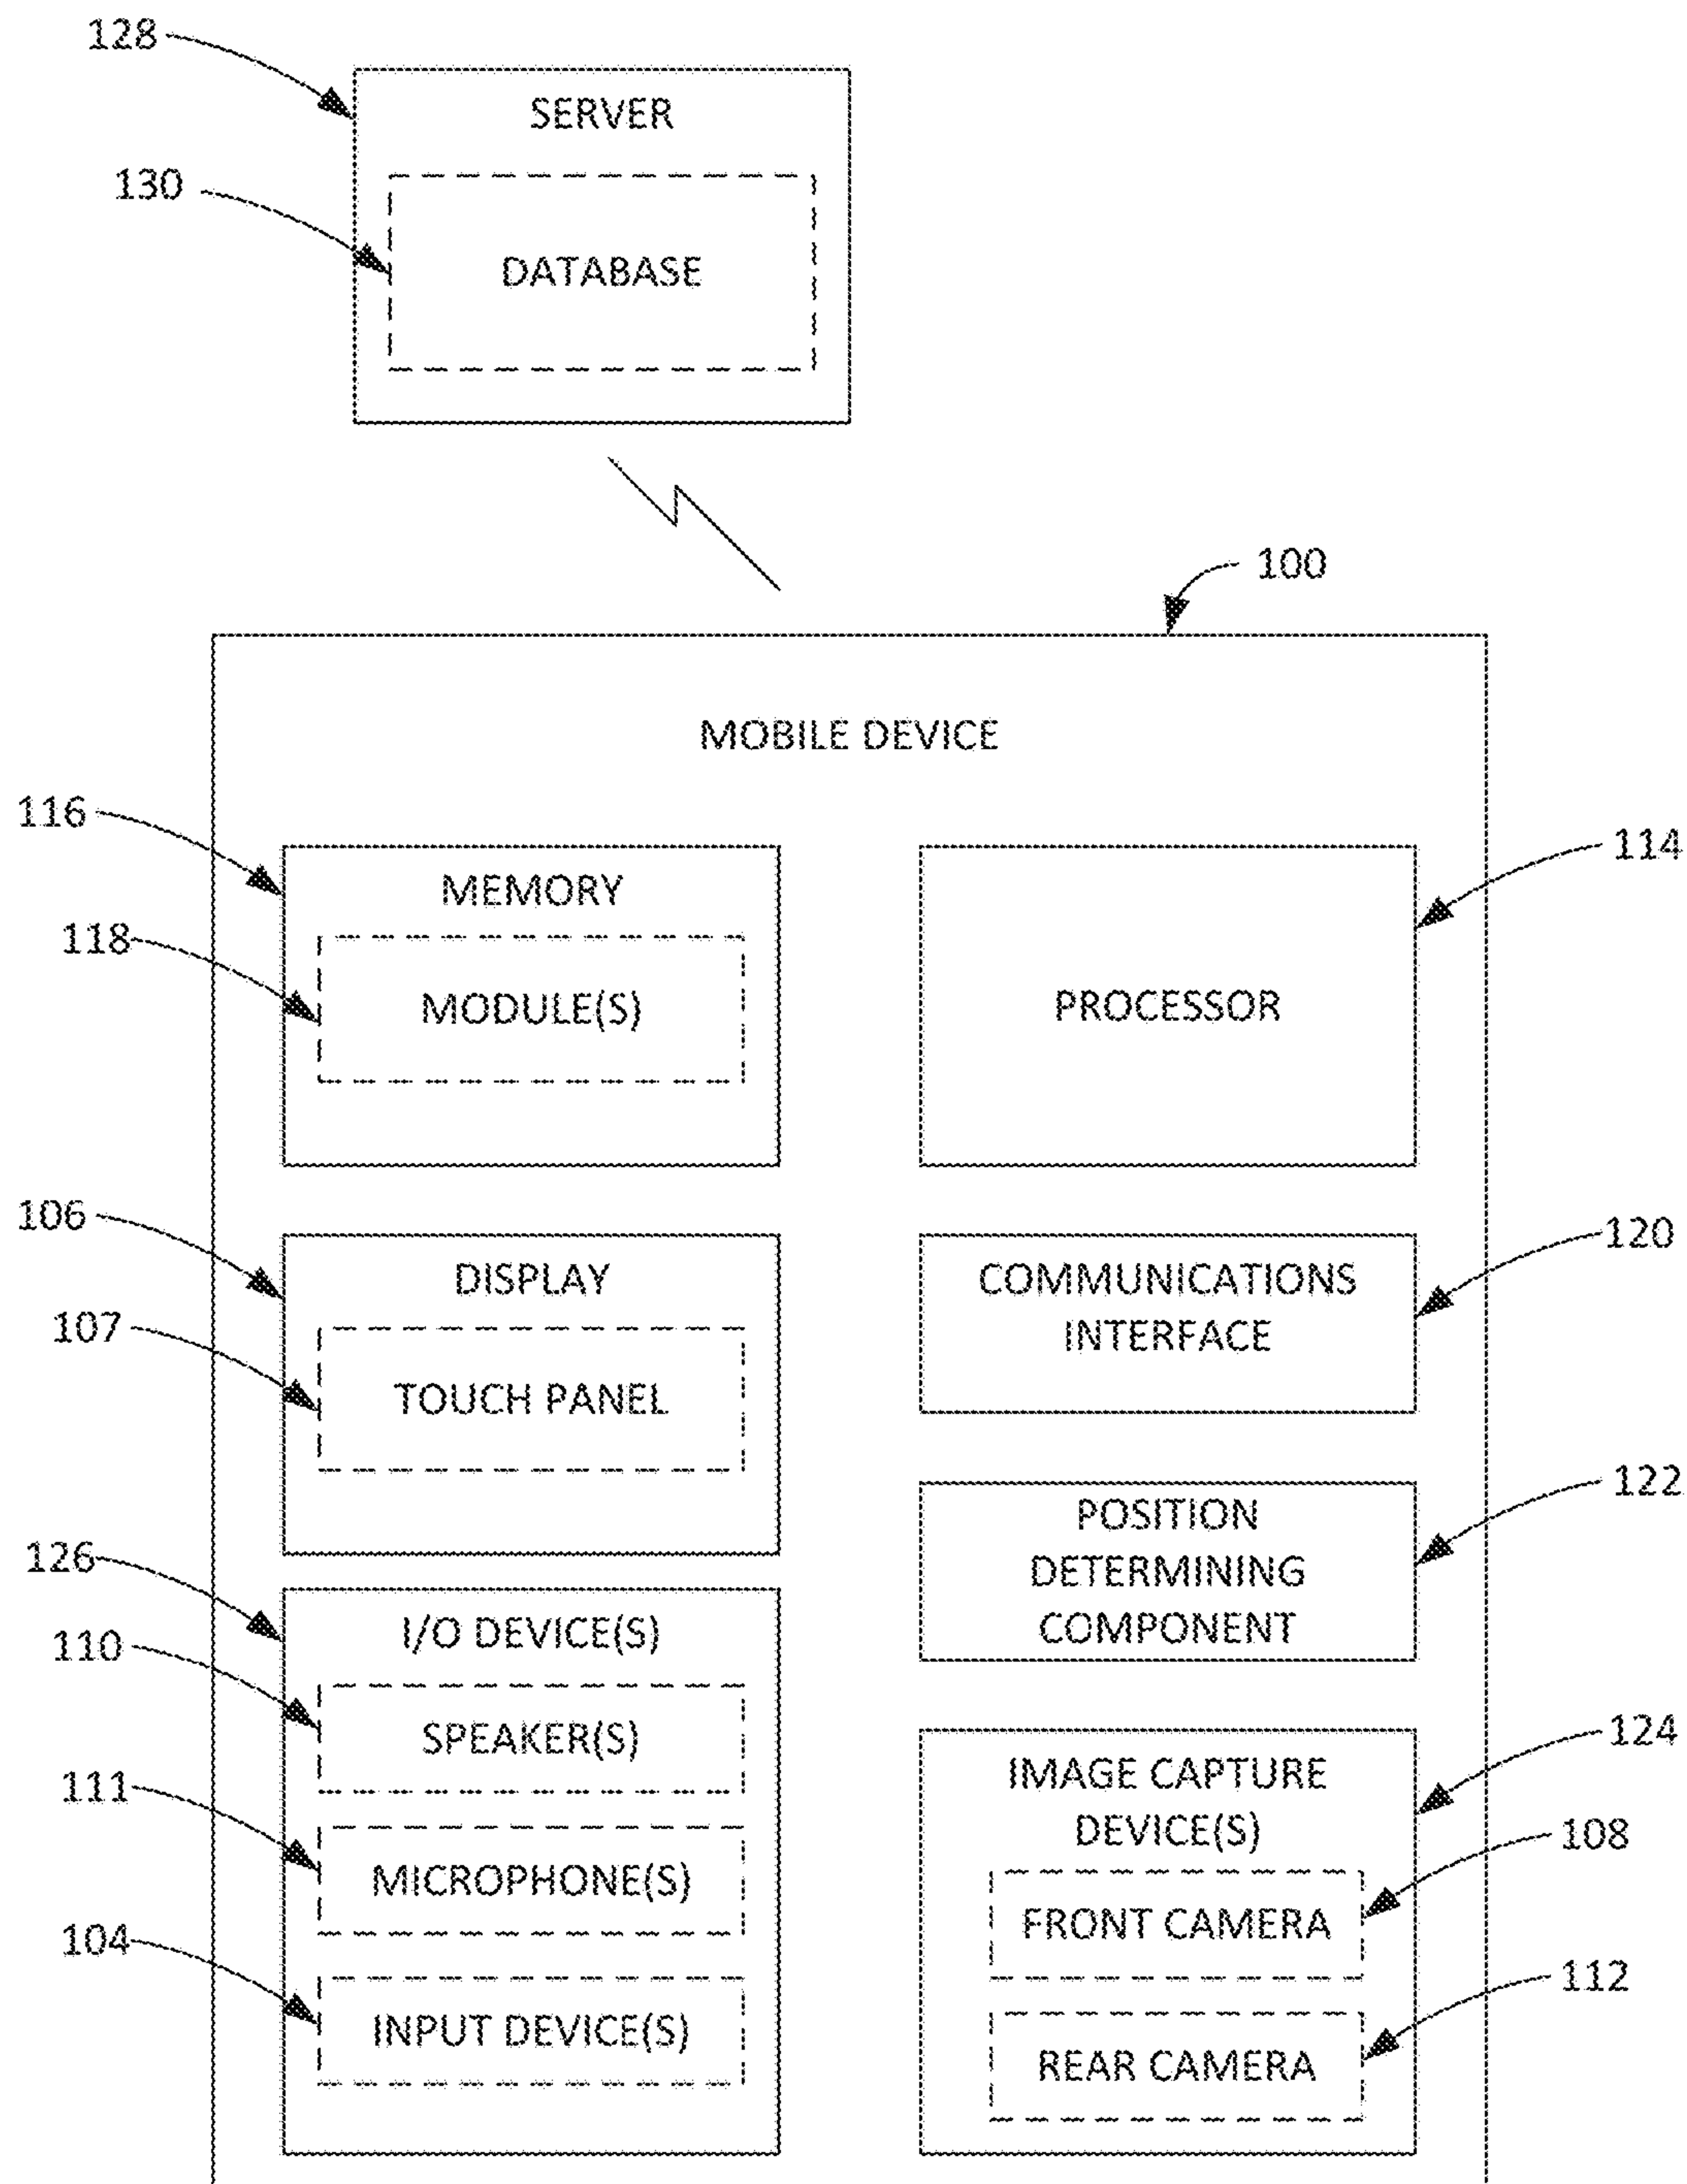 128
SERVER
130
DATABASE
100
MOBILE DEVICE
116
MEMORY
118
MODULE(S)
114
PROCESSOR
106
DISPLAY
107
TOUCH PANEL
120
COMMUNICATIONS
INTERFACE
122
POSITION
DETERMINING
COMPONENT
126
I/O DEVICE(S)
110
SPEAKER(S)
111
MICROPHONE(S)
104
INPUT DEVICE(S)
124
IMAGE CAPTURE
DEVICE(S)
108
FRONT CAMERA
112
REAR CAMERA